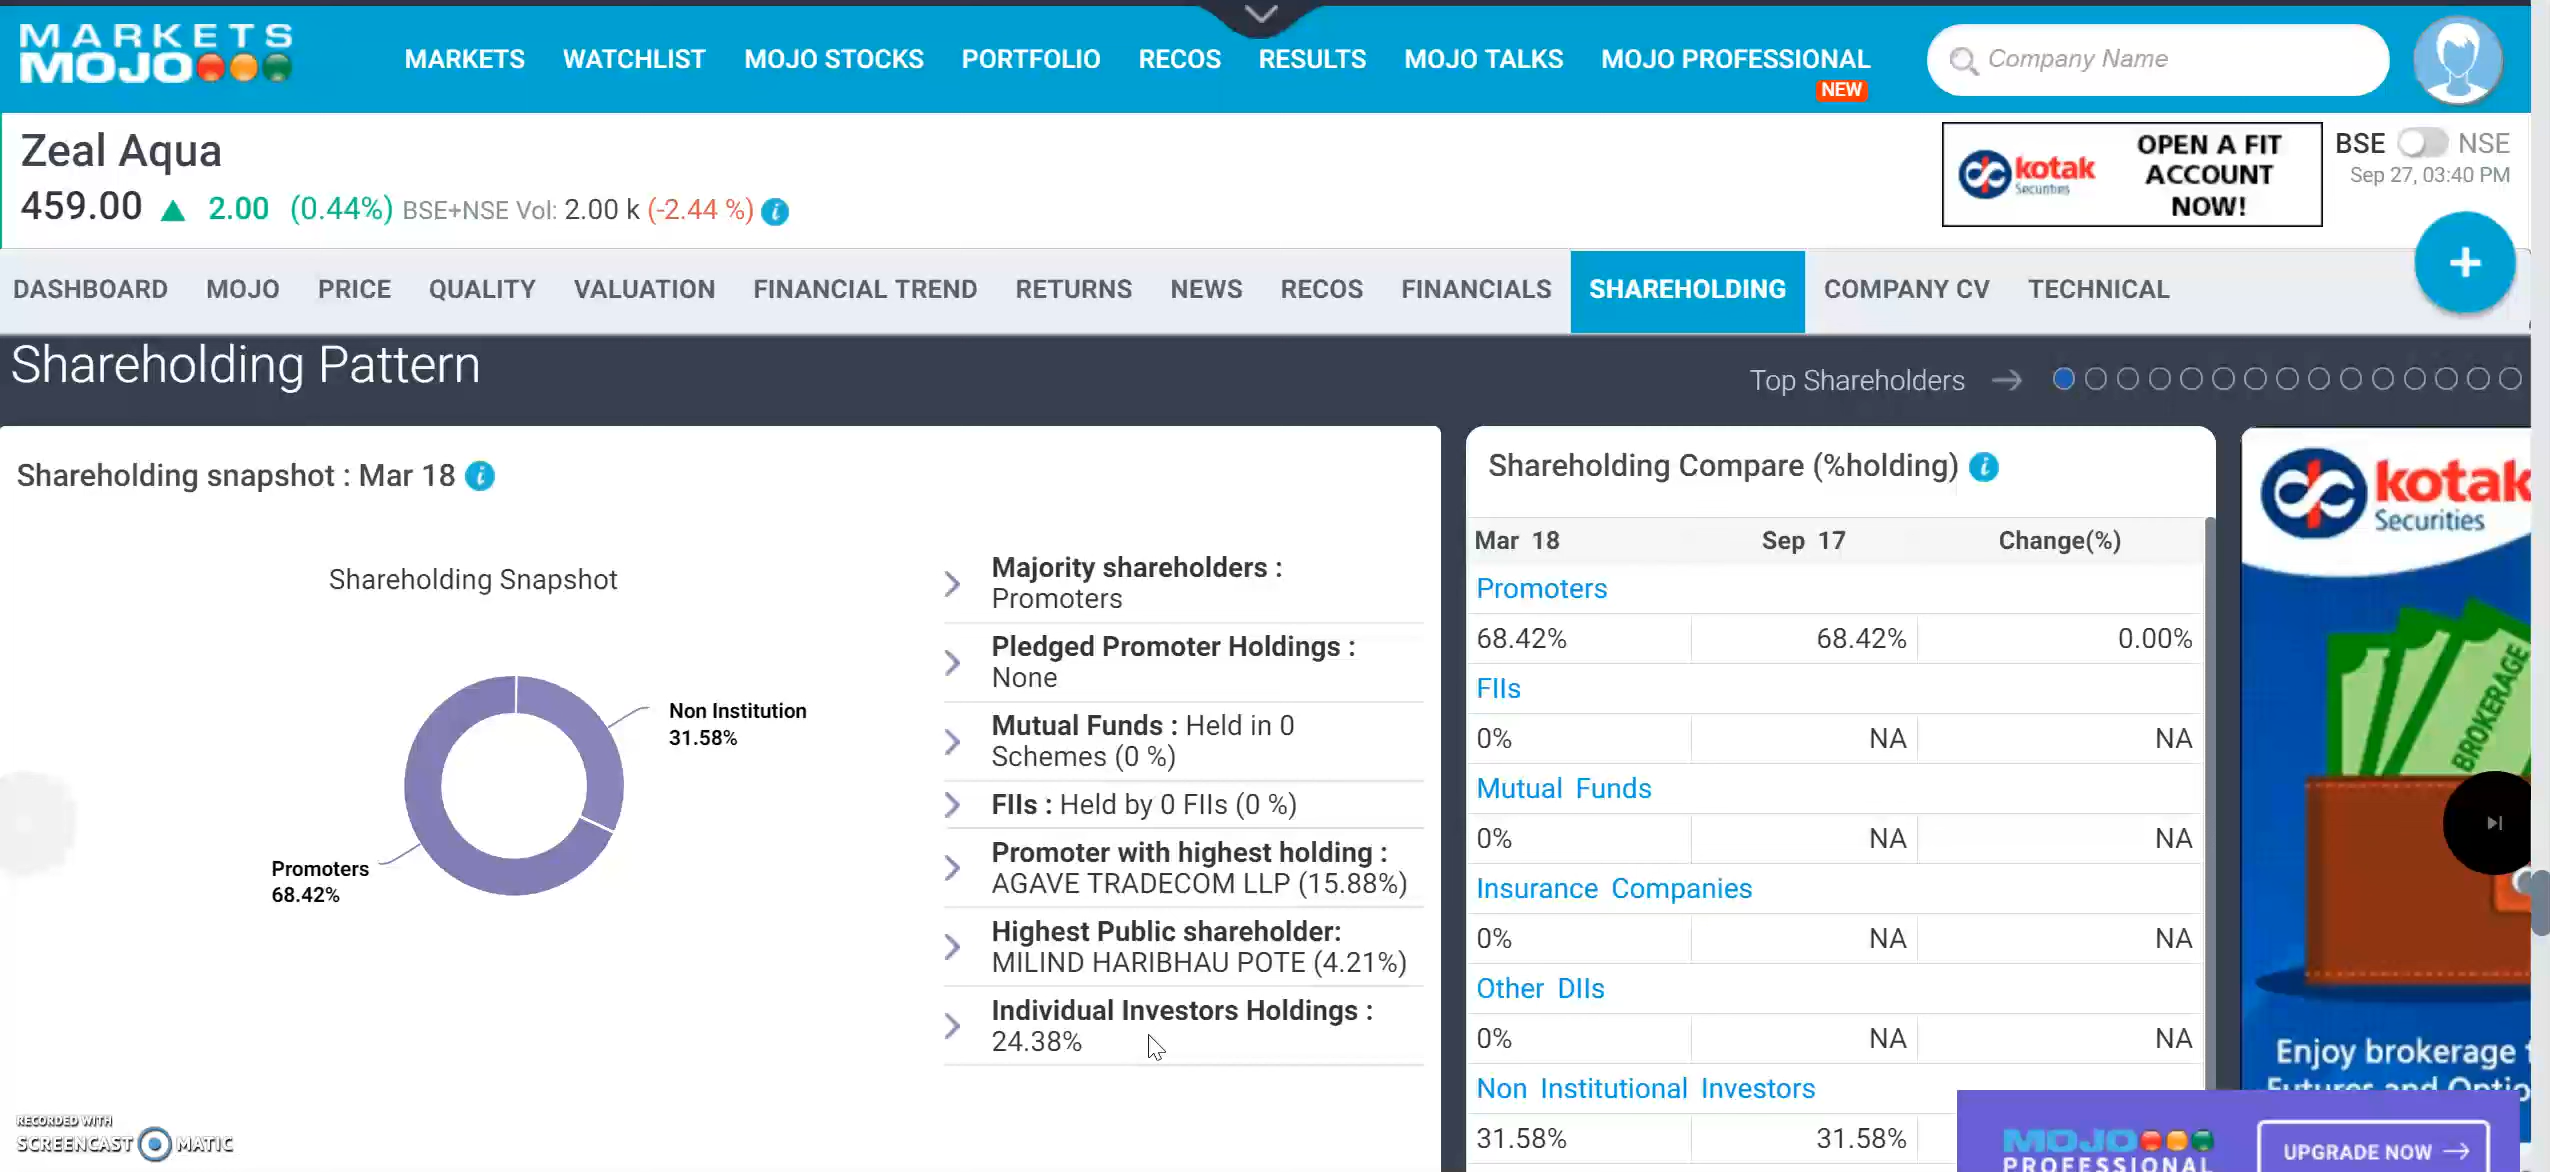 MARKETS
MOJO
MARKETS WATCHLIST MOJO STOCKS PORTFOLIO RECOS RESULTS MOJO TALKS MOJO PROFESSIONAL
NEW
Company Name
Zeal Aqua
459.00 ▲ 2.00 (0.44%) BSE+NSE Vol: 2.00 k (-2.44 %) i
kotak
Securities
OPEN A FIT
ACCOUNT
NOW!
BSE NSE
Sep 27, 03:40 PM
+
DASHBOARD MOJO PRICE QUALITY VALUATION FINANCIAL TREND RETURNS NEWS RECOS FINANCIALS SHAREHOLDING COMPANY CV TECHNICAL
Shareholding Pattern
Top Shareholders →
Shareholding snapshot : Mar 18 i
Shareholding Snapshot
Non Institution
31.58%
Promoters
68.42%
Majority shareholders :
Promoters
Pledged Promoter Holdings :
None
Mutual Funds : Held in 0
Schemes (0 %)
FIIs : Held by 0 FIIs (0 %)
Promoter with highest holding :
AGAVE TRADECOM LLP (15.88%)
Highest Public shareholder:
MILIND HARIBHAU POTE (4.21%)
Individual Investors Holdings :
24.38%
Shareholding Compare (%holding) i
Mar 18 Sep 17 Change(%)
Promoters
68.42% 68.42% 0.00%
FIIs
0% NA NA
Mutual Funds
0% NA NA
Insurance Companies
0% NA NA
Other DIIs
0% NA NA
Non Institutional Investors
31.58% 31.58%
kotak
Securities
BROKERAGE
Enjoy brokerage
Futures and
MOJO
PROFESSIONAL
UPGRADE NOW →
RECORDED WITH
SCREENCAST MATIC